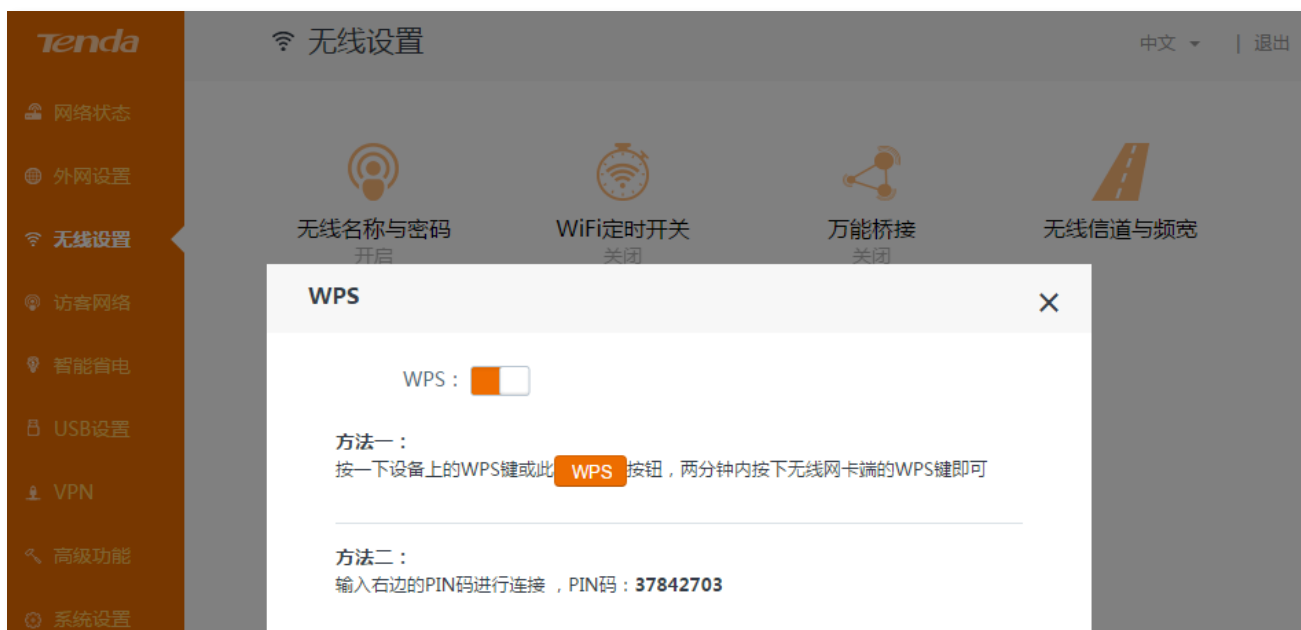 Tenda
无线设置
中文
| 退出
网络状态
外网设置
无线设置
访客网络
智能省电
USB设置
VPN
高级功能
系统设置
无线名称与密码
开启
WiFi定时开关
关闭
万能桥接
关闭
无线信道与频宽
WPS
WPS：
方法一：
按一下设备上的WPS键或此 WPS 按钮，两分钟内按下无线网卡端的WPS键即可
方法二：
输入右边的PIN码进行连接 ，PIN码：37842703